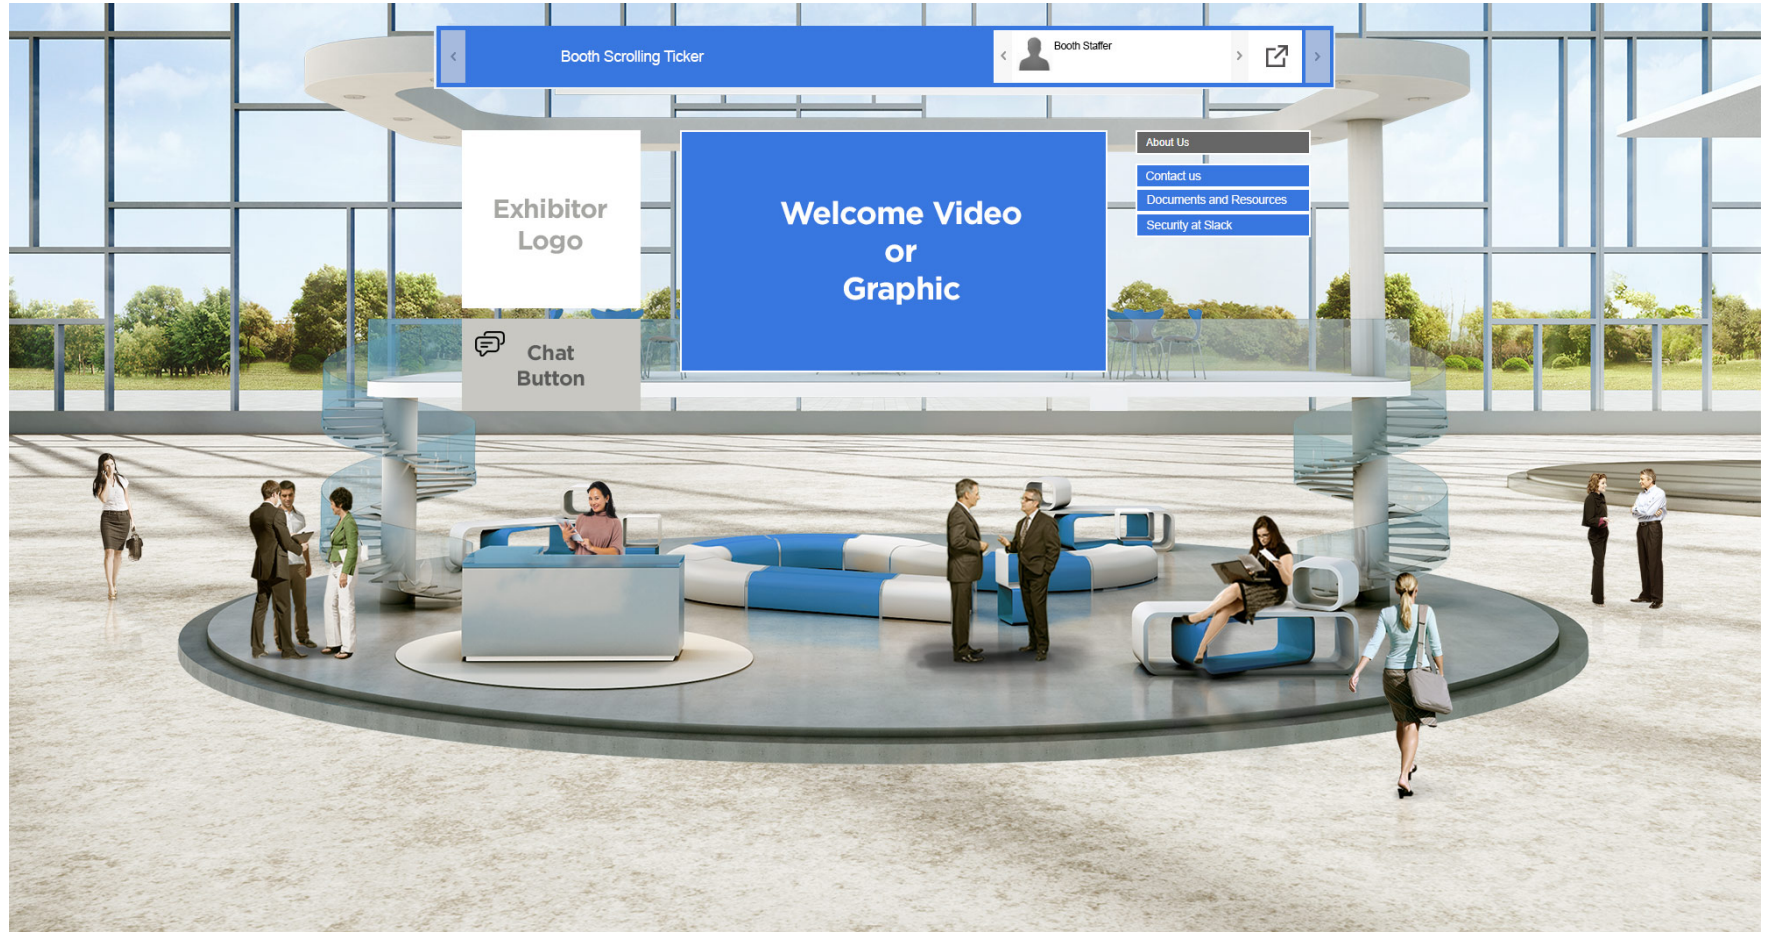 Booth Scrolling Ticker
Booth Staffer
Exhibitor
Logo
Welcome Video
or
Graphic
About Us
Contact us
Documents and Resources
Security at Slack
Chat
Button